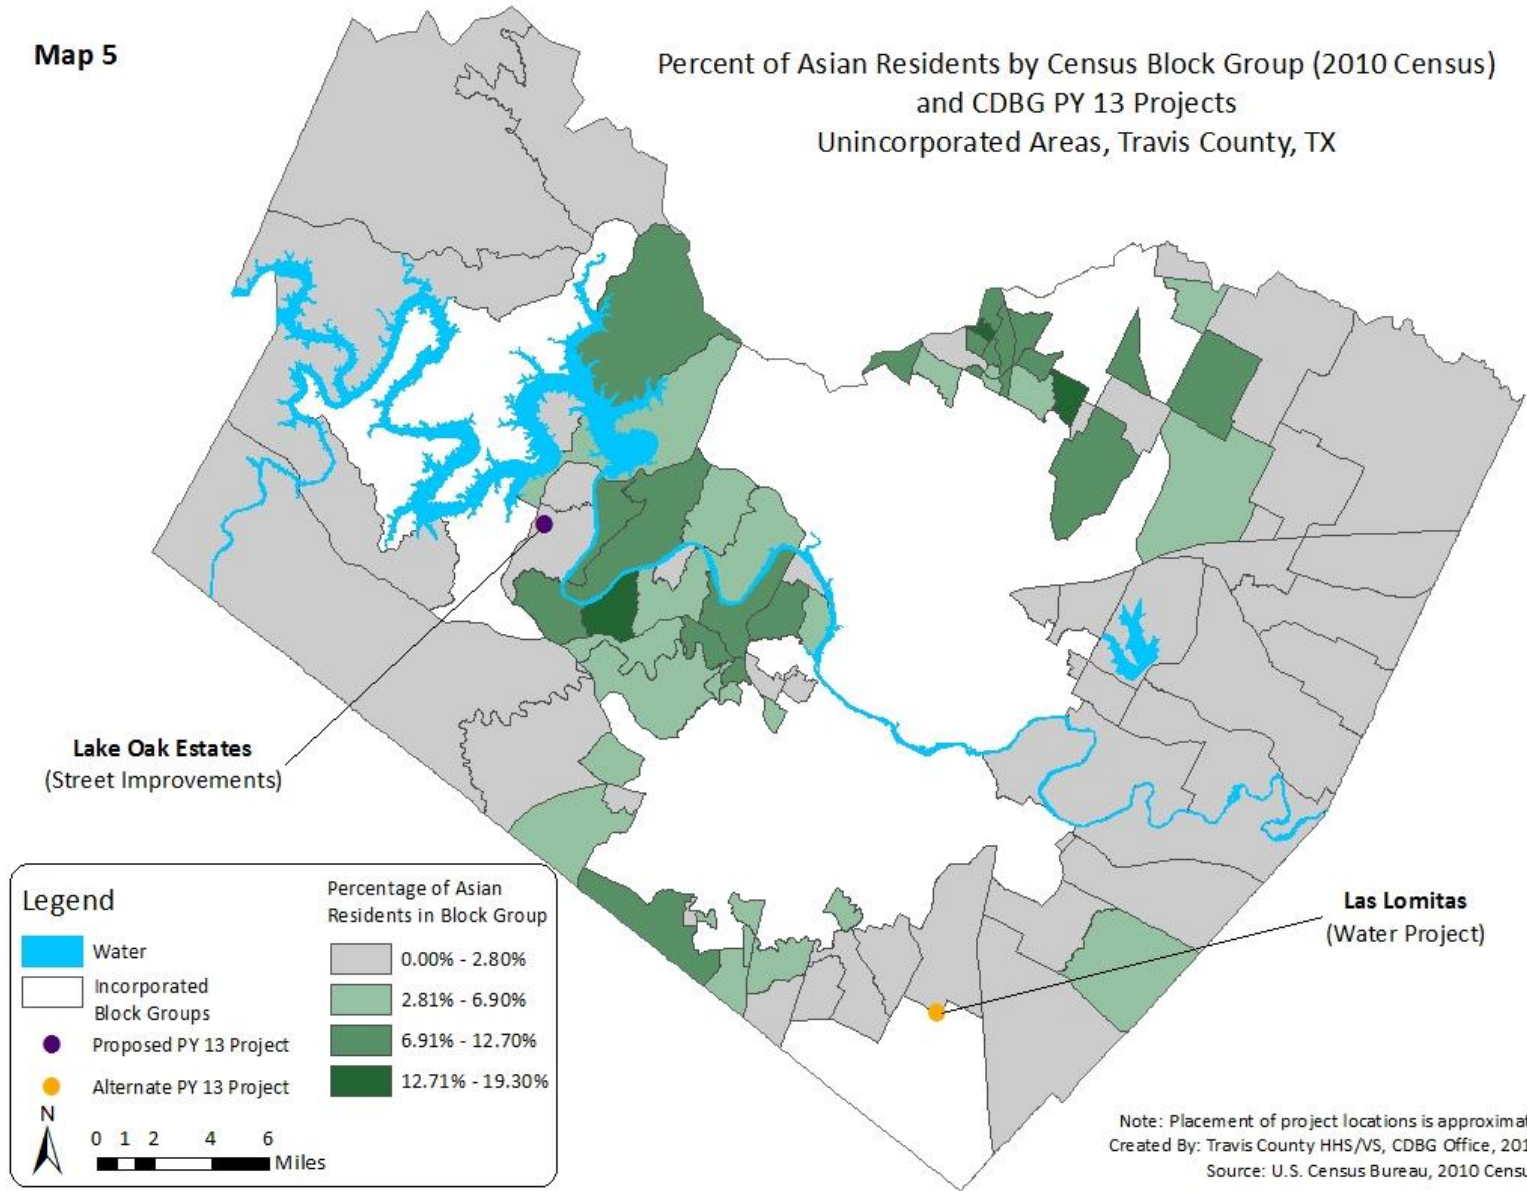 Map 5
Percent of Asian Residents by Census Block Group (2010 Census)
and CDBG PY 13 Projects
Unincorporated Areas, Travis County, TX
Lake Oak Estates
(Street Improvements)
Las Lomitas
(Water Project)
Legend
Water
Incorporated
Block Groups
Proposed PY 13 Project
Alternate PY 13 Project
N
0 1 2 4 6
Miles
Percentage of Asian
Residents in Block Group
0.00% - 2.80%
2.81% - 6.90%
6.91% - 12.70%
12.71% - 19.30%
Note: Placement of project locations is approximat
Created By: Travis County HHS/VS, CDBG Office, 201
Source: U.S. Census Bureau, 2010 Censu